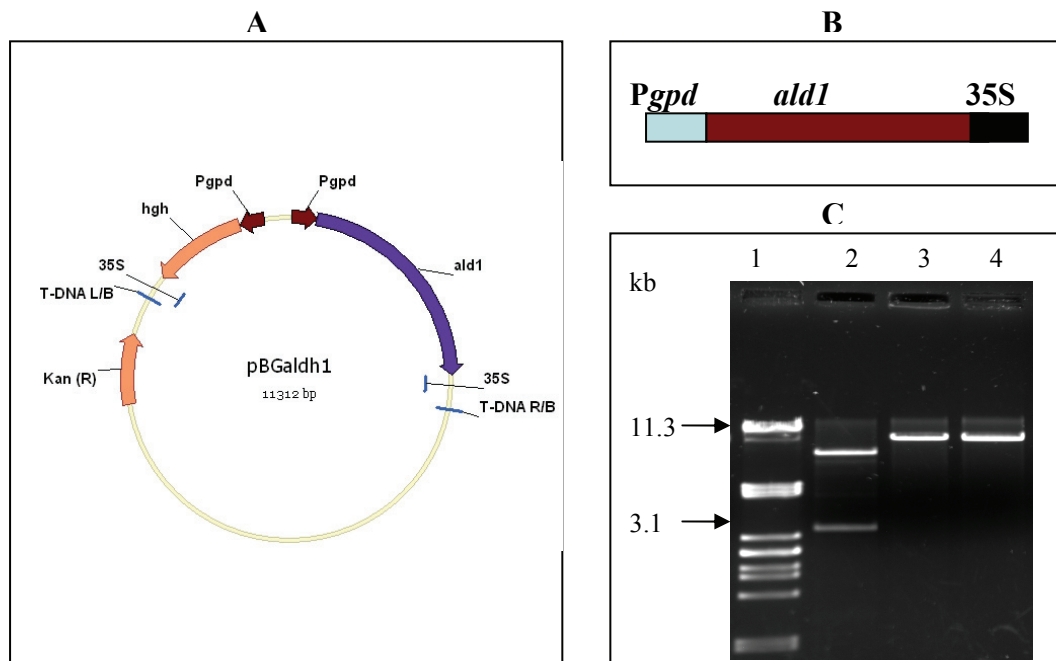 A
Pgpd
Pgpd
hgh
35S
T-DNA L/B
ald1
Kan (R)
pBGaldh1
11312 bp
35S
T-DNA R/B
B
Pgpd ald1 35S
C
kb 1 2 3 4
11.3
3.1